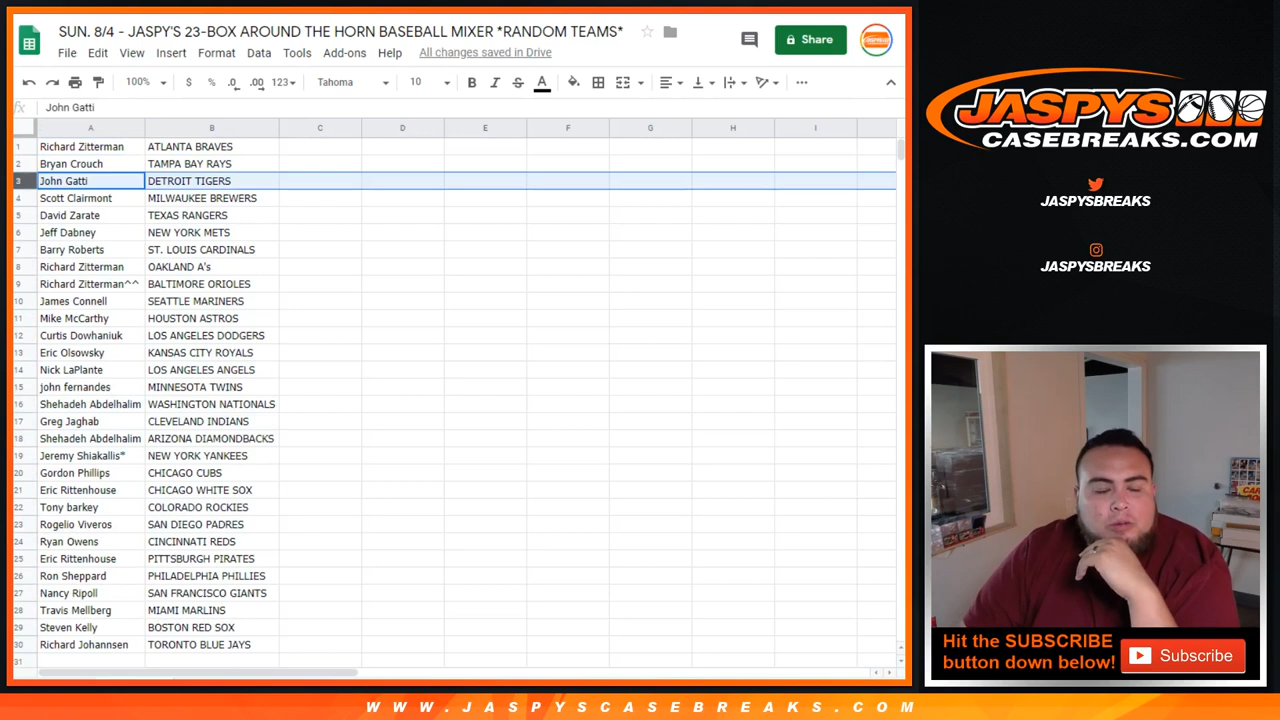 SUN. 8/4 - JASPY'S 23-BOX AROUND THE HORN BASEBALL MIXER *RANDOM TEAMS*
File Edit View Insert Format Data Tools Add-ons Help All changes saved in Drive
Share
100% $ % .0 .00 123 Tahoma 10 B I S A
fx John Gatti
A B C D E F G H I
1 Richard Zitterman ATLANTA BRAVES
2 Bryan Crouch TAMPA BAY RAYS
3 John Gatti DETROIT TIGERS
4 Scott Clairmont MILWAUKEE BREWERS
5 David Zarate TEXAS RANGERS
6 Jeff Dabney NEW YORK METS
7 Barry Roberts ST. LOUIS CARDINALS
8 Richard Zitterman OAKLAND A's
9 Richard Zitterman^^ BALTIMORE ORIOLES
10 James Connell SEATTLE MARINERS
11 Mike McCarthy HOUSTON ASTROS
12 Curtis Dowhaniuk LOS ANGELES DODGERS
13 Eric Olsowsky KANSAS CITY ROYALS
14 Nick LaPlante LOS ANGELES ANGELS
15 john fernandes MINNESOTA TWINS
16 Shehadeh Abdelhalim WASHINGTON NATIONALS
17 Greg Jaghab CLEVELAND INDIANS
18 Shehadeh Abdelhalim ARIZONA DIAMONDBACKS
19 Jeremy Shiakallis* NEW YORK YANKEES
20 Gordon Phillips CHICAGO CUBS
21 Eric Rittenhouse CHICAGO WHITE SOX
22 Tony barkey COLORADO ROCKIES
23 Rogelio Viveros SAN DIEGO PADRES
24 Ryan Owens CINCINNATI REDS
25 Eric Rittenhouse PITTSBURGH PIRATES
26 Ron Sheppard PHILADELPHIA PHILLIES
27 Nancy Ripoll SAN FRANCISCO GIANTS
28 Travis Mellberg MIAMI MARLINS
29 Steven Kelly BOSTON RED SOX
30 Richard Johannsen TORONTO BLUE JAYS
31
JASPYS
CASEBREAKS.COM
JASPYSBREAKS
JASPYSBREAKS
Hit the SUBSCRIBE
button down below!
Subscribe
WWW.JASPYSCASEBREAKS.COM